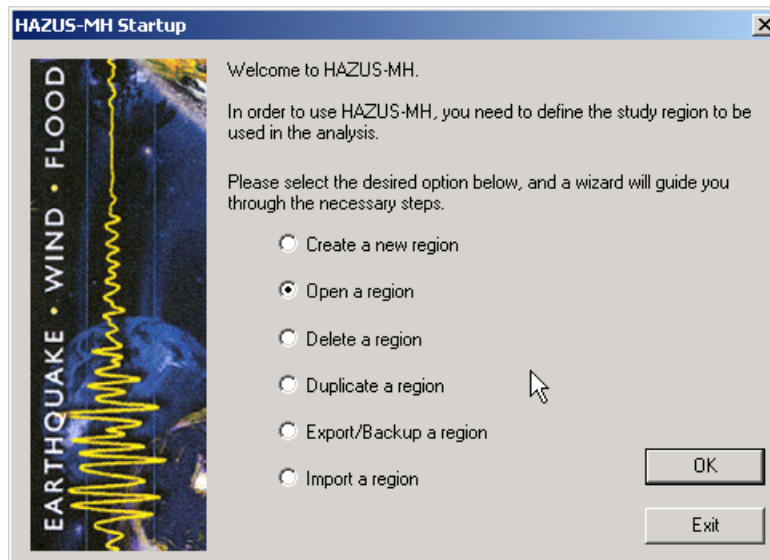 HAZUS-MH Startup
EARTHQUAKE • WIND • FLOOD
Welcome to HAZUS-MH.
In order to use HAZUS-MH, you need to define the study region to be
used in the analysis.
Please select the desired option below, and a wizard will guide you
through the necessary steps.
Create a new region
Open a region
Delete a region
Duplicate a region
Export/Backup a region
Import a region
OK
Exit